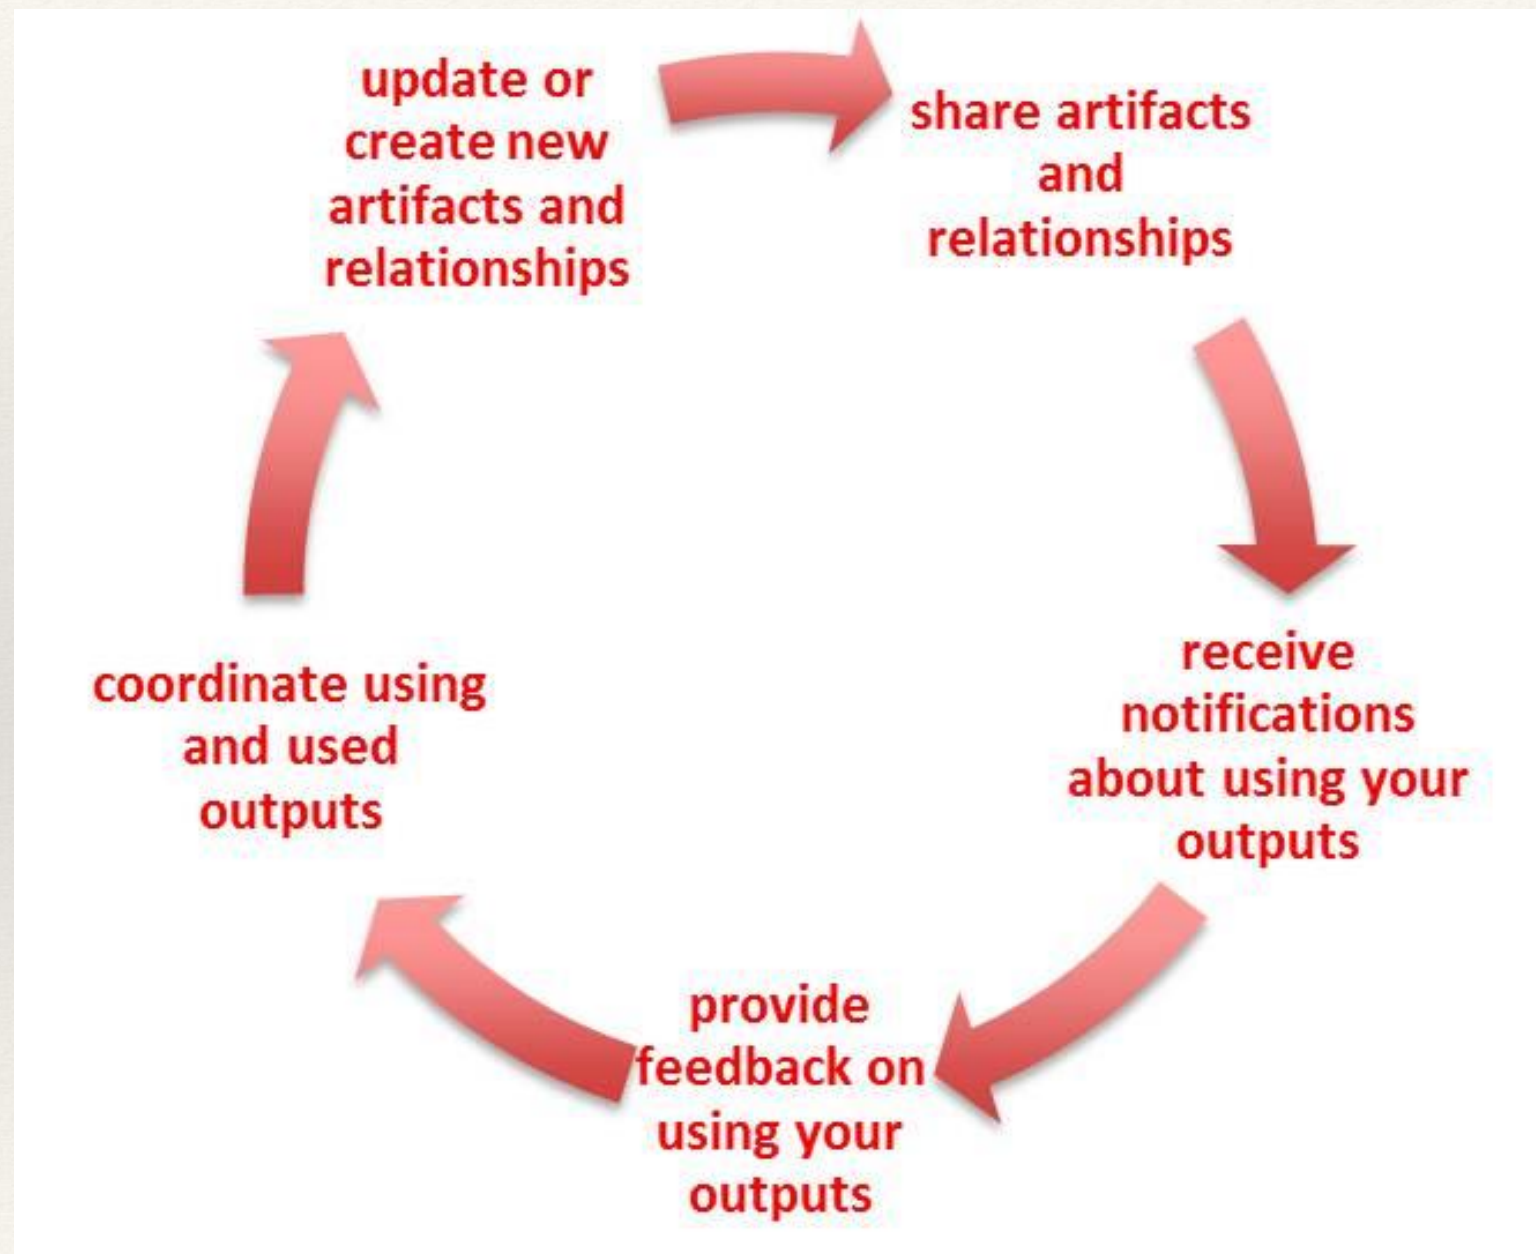 update or
create new
artifacts and
relationships
share artifacts
and
relationships
receive
notifications
about using your
outputs
provide
feedback on
using your
outputs
coordinate using
and used
outputs